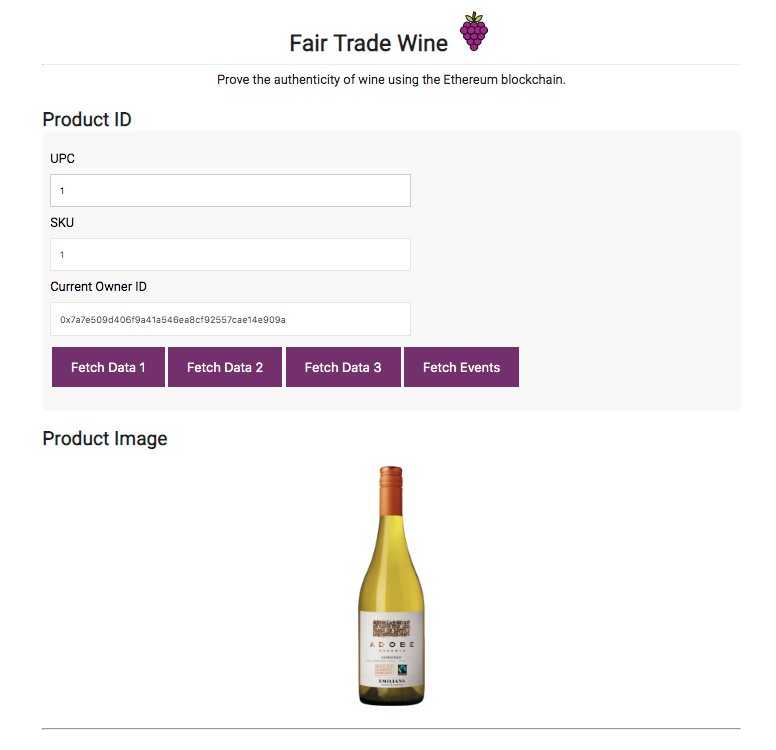 Fair Trade Wine
Prove the authenticity of wine using the Ethereum blockchain.
Product ID
UPC
1
SKU
1
Current Owner ID
0x7a7e509d406f9a41a546ea8cf92557cae14e909a
Fetch Data 1 Fetch Data 2 Fetch Data 3 Fetch Events
Product Image
ADOBE
RESERVA
CHARDONNAY
EMILIANA